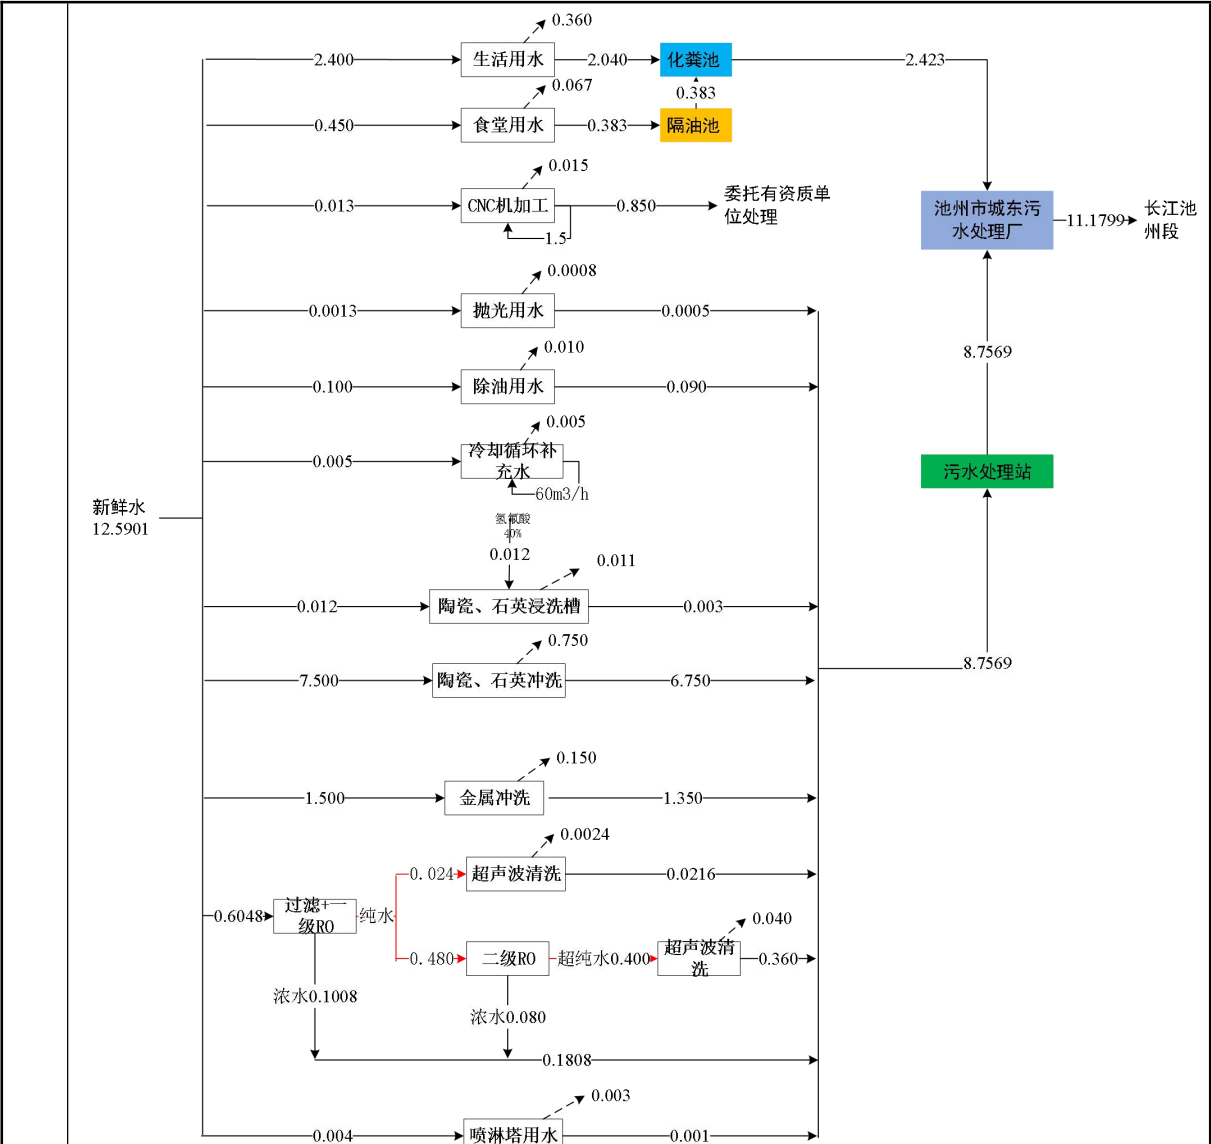 0.360
2.400
生活用水
2.040
化粪池
2.423
0.067
0.383
0.450
食堂用水
0.383
隔油池
0.015
0.013
CNC机加工
0.850
委托有资质单
位处理
1.5
池州市城东污
水处理厂
11.1799
长江池
州段
0.0008
0.0013
抛光用水
0.0005
8.7569
0.010
0.100
除油用水
0.090
0.005
0.005
冷却循环补
充水
60m3/h
污水处理站
新鲜水
12.5901
氢氟酸
40%
0.012
0.011
0.012
陶瓷、石英浸洗槽
0.003
0.750
7.500
陶瓷、石英冲洗
6.750
8.7569
0.150
1.500
金属冲洗
1.350
0.0024
0.024
超声波清洗
0.0216
0.6048
过滤+一
级RO
纯水
0.040
0.480
二级RO
超纯水0.400
超声波清
洗
0.360
浓水0.1008
浓水0.080
0.1808
0.003
0.004
喷淋塔用水
0.001